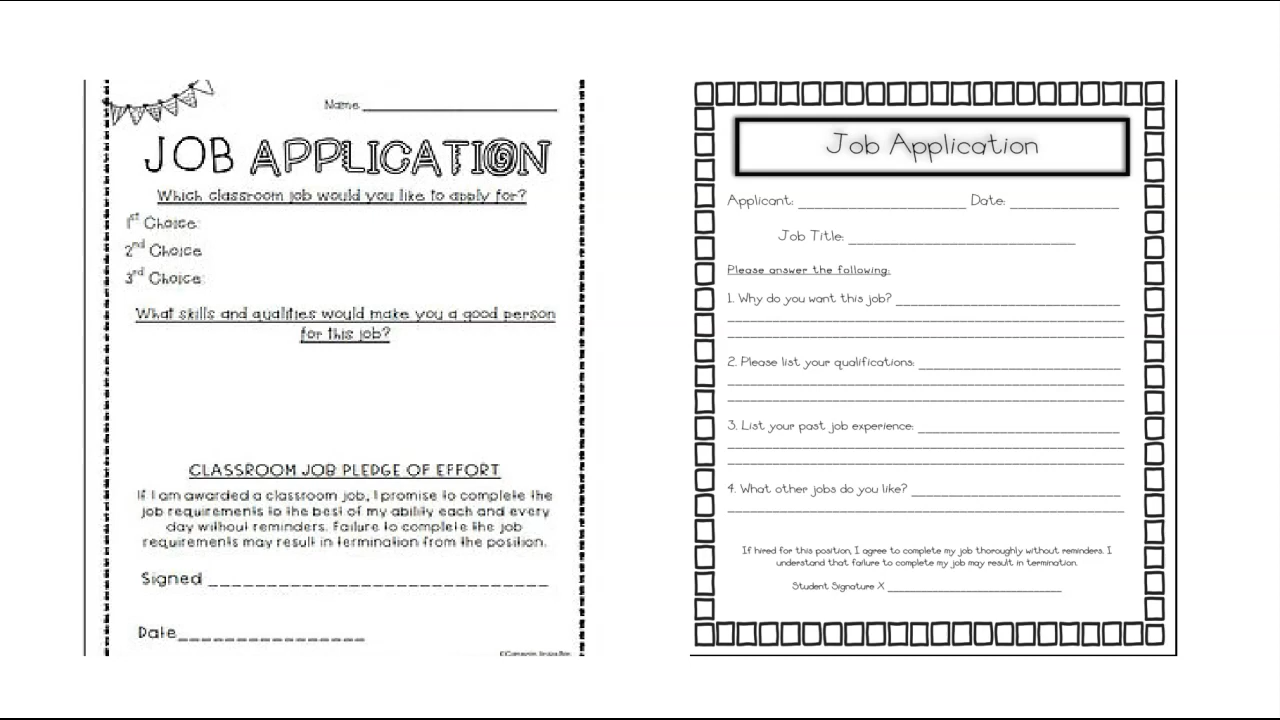 Name
JOB APPLICATION
Which classroom job would you like to apply for?
1st Choice:
2nd Choice
3rd Choice:
What skills and qualities would make you a good person
for this job?
CLASSROOM JOB PLEDGE OF EFFORT
If I am awarded a classroom job, I promise to complete the
job requirements to the best of my ability each and every
day without reminders. Failure to complete the job
requirements may result in termination from the position.
Signed
Date
Job Application
Applicant: Date:
Job Title:
Please answer the following:
1. Why do you want this job?
2. Please list your qualifications:
3. List your past job experience:
4. What other jobs do you like?
If hired for this position, I agree to complete my job thoroughly without reminders. I
understand that failure to complete my job may result in termination.
Student Signature X